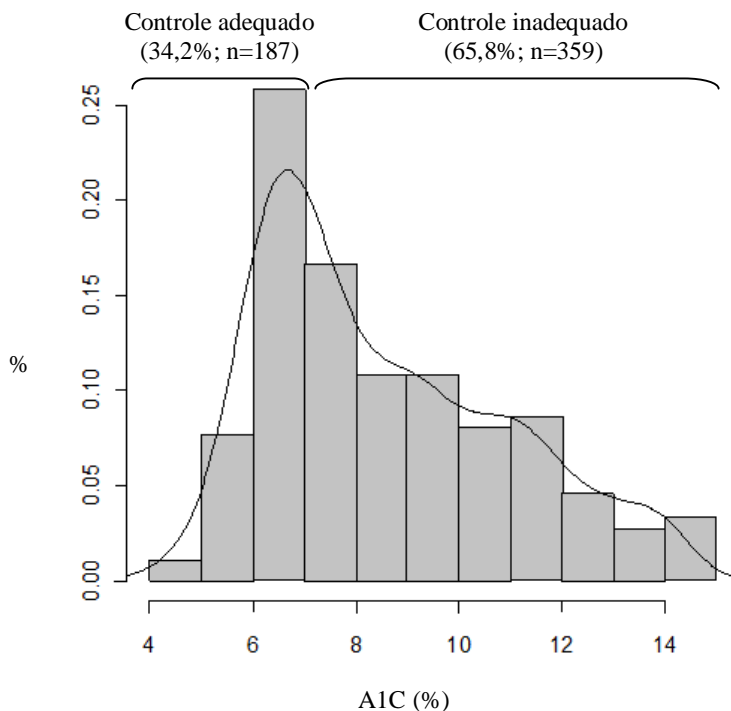 Controle adequado
(34,2%; n=187)
Controle inadequado
(65,8%; n=359)
0.25
0.20
0.15
%
0.10
0.05
0.00
4 6 8 10 12 14
A1C (%)